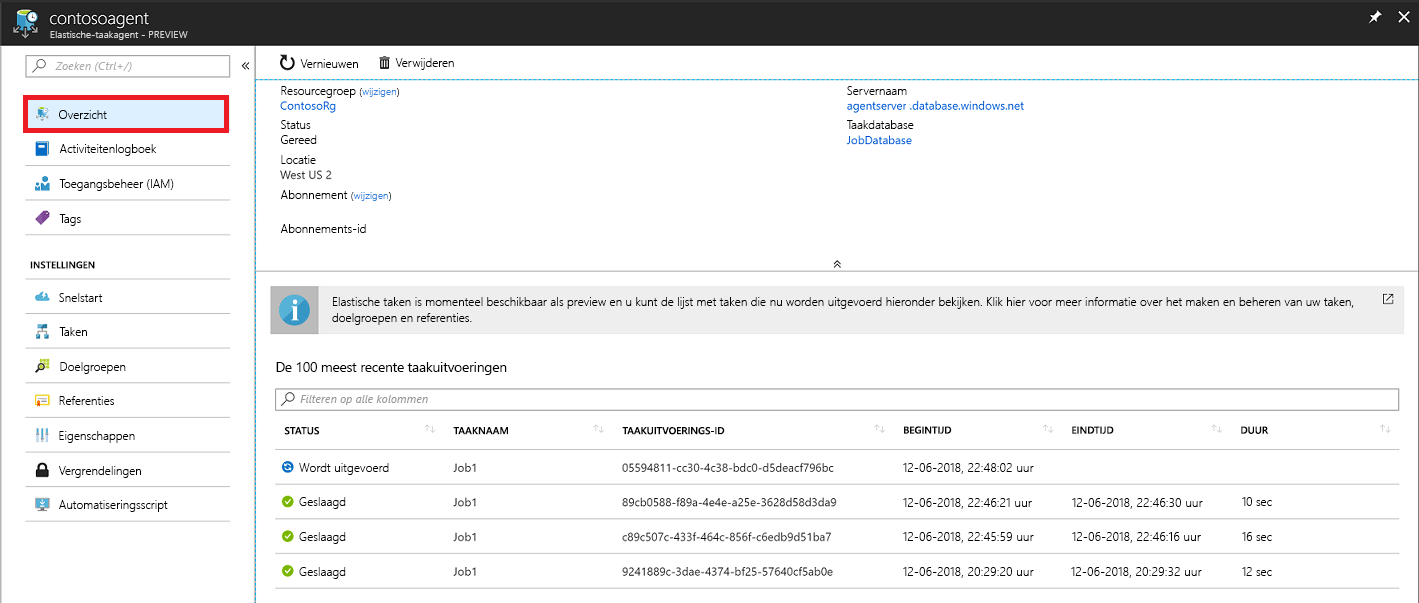 contosoagent
Elastische-taakagent - PREVIEW
Zoeken (Ctrl+/)
«
Overzicht
Activiteitenlogboek
Toegangsbeheer (IAM)
Tags
INSTELLINGEN
Snelstart
Taken
Doelgroepen
Referenties
Eigenschappen
Vergrendelingen
Automatiseringsscript
Vernieuwen Verwijderen
Resourcegroep (wijzigen)
ContosoRg
Status
Gereed
Locatie
West US 2
Abonnement (wijzigen)
Abonnements-id
Servernaam
agentserver .database.windows.net
Taakdatabase
JobDatabase
Elastische taken is momenteel beschikbaar als preview en u kunt de lijst met taken die nu worden uitgevoerd hieronder bekijken. Klik hier voor meer informatie over het maken en beheren van uw taken,
doelgroepen en referenties.
De 100 meest recente taakuitvoeringen
Filteren op alle kolommen
STATUS TAAKNAAM TAAKUITVOERINGS-ID BEGINTIJD EINDTIJD DUUR
Wordt uitgevoerd Job1 05594811-cc30-4c38-bdc0-d5deacf796bc 12-06-2018, 22:48:02 uur
Geslaagd Job1 89cb0588-f89a-4e4e-a25e-3628d58d3da9 12-06-2018, 22:46:21 uur 12-06-2018, 22:46:30 uur 10 sec
Geslaagd Job1 c89c507c-433f-464c-856f-c6edb9d51ba7 12-06-2018, 22:45:59 uur 12-06-2018, 22:46:16 uur 16 sec
Geslaagd Job1 9241889c-3dae-4374-bf25-57640cf5ab0e 12-06-2018, 20:29:20 uur 12-06-2018, 20:29:32 uur 12 sec